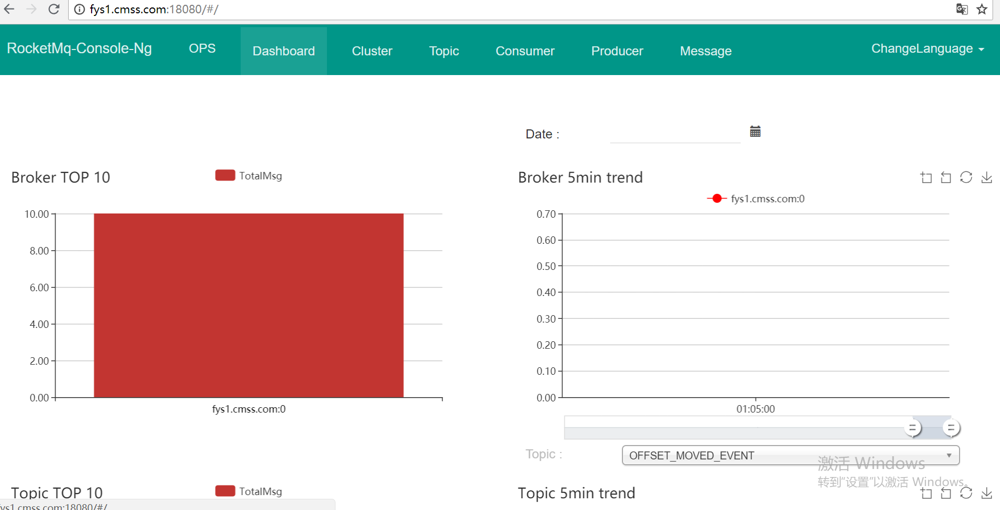 fys1.cmss.com:18080/#/
RocketMq-Console-Ng OPS Dashboard Cluster Topic Consumer Producer Message ChangeLanguage
Date :
Broker TOP 10
TotalMsg
10.00
8.00
6.00
4.00
2.00
0.00
fys1.cmss.com:0
Broker 5min trend
fys1.cmss.com:0
0.70
0.60
0.50
0.40
0.30
0.20
0.10
0.00
01:05:00
Topic :
OFFSET_MOVED_EVENT
激活 Windows
转到“设置”以激活 Windows。
Topic TOP 10
TotalMsg
Topic 5min trend
fys1.cmss.com:18080/#/